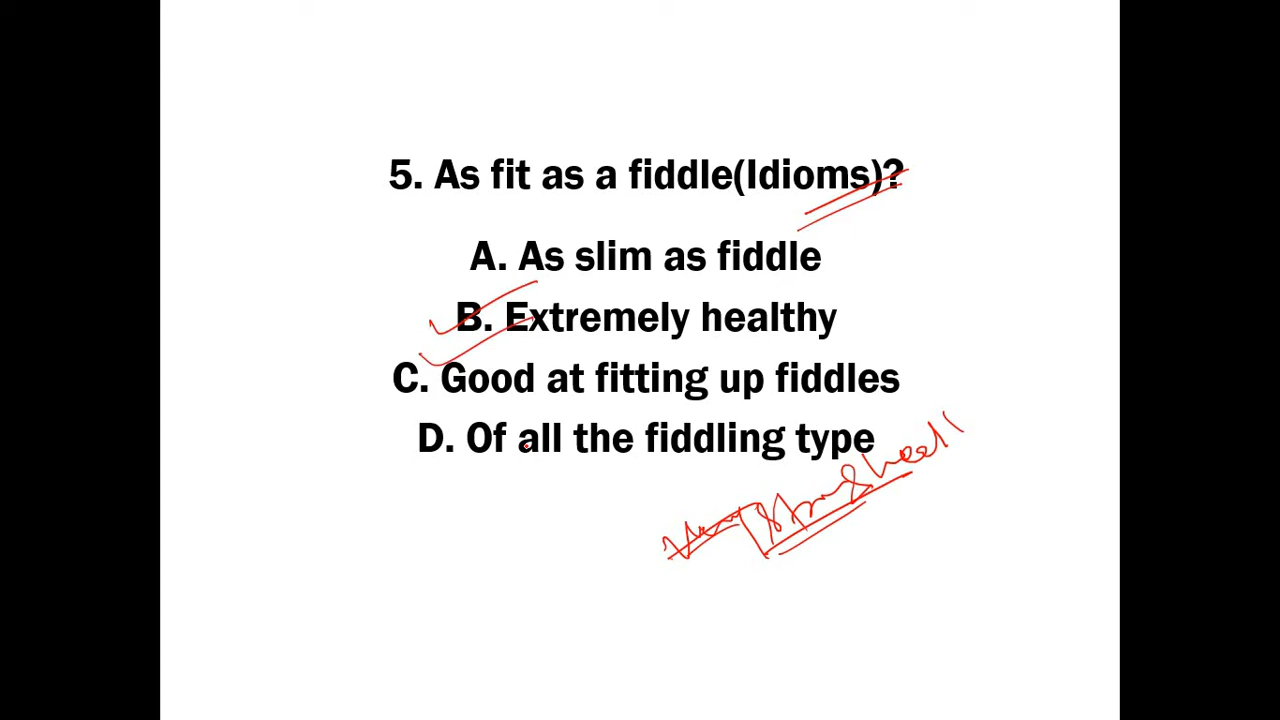 5. As fit as a fiddle(Idioms)?
A. As slim as fiddle
B. Extremely healthy
C. Good at fitting up fiddles
D. Of all the fiddling type